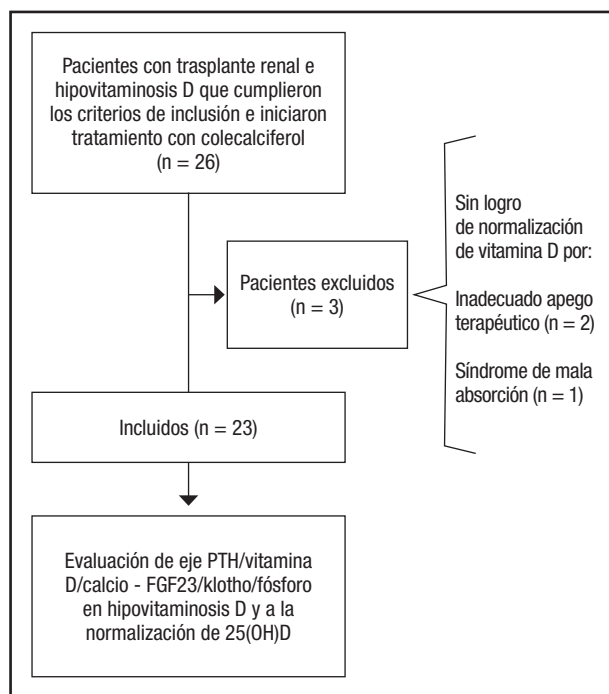 Pacientes con trasplante renal e
hipovitaminosis D que cumplieron
los criterios de inclusión e iniciaron
tratamiento con colecalciferol
(n = 26)
Pacientes excluidos
(n = 3)
Sin logro
de normalización
de vitamina D por:
Inadecuado apego
terapéutico (n = 2)
Síndrome de mala
absorción (n = 1)
Incluidos (n = 23)
Evaluación de eje PTH/vitamina
D/calcio - FGF23/klotho/fósforo
en hipovitaminosis D y a la
normalización de 25(OH)D